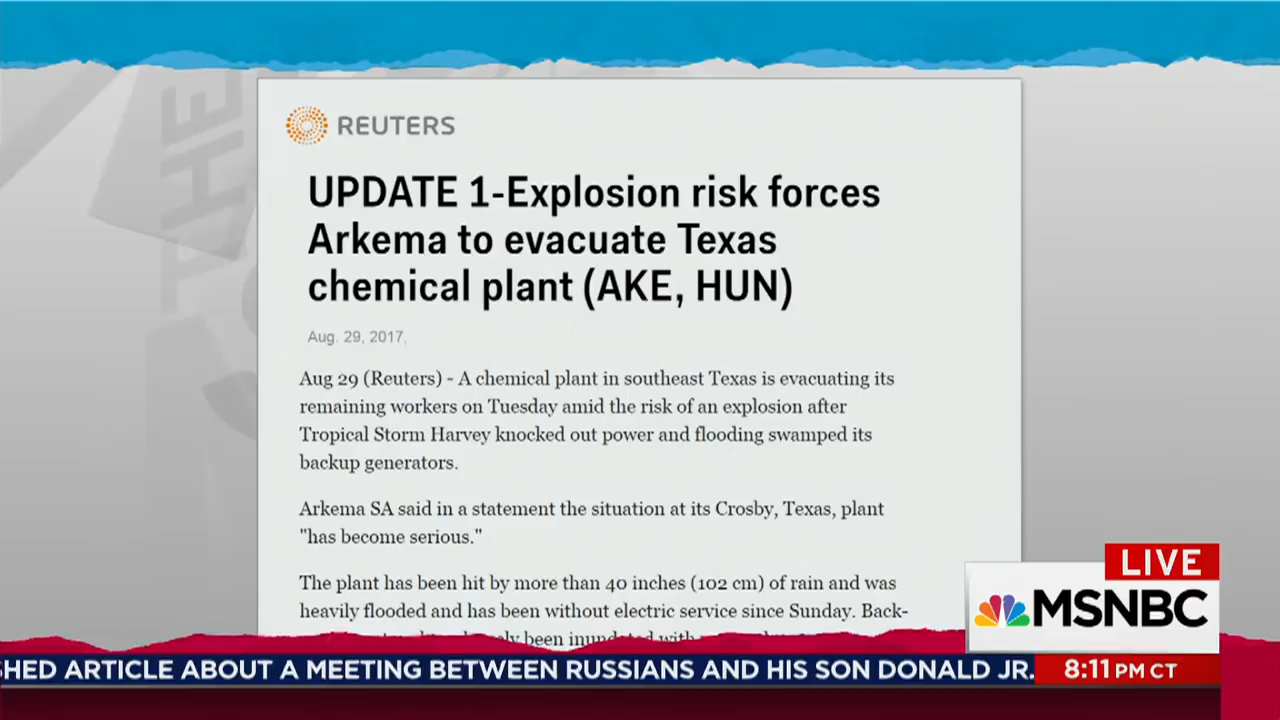 THE
REUTERS
UPDATE 1-Explosion risk forces
Arkema to evacuate Texas
chemical plant (AKE, HUN)
Aug. 29, 2017,
Aug 29 (Reuters) - A chemical plant in southeast Texas is evacuating its
remaining workers on Tuesday amid the risk of an explosion after
Tropical Storm Harvey knocked out power and flooding swamped its
backup generators.
Arkema SA said in a statement the situation at its Crosby, Texas, plant
"has become serious."
The plant has been hit by more than 40 inches (102 cm) of rain and was
heavily flooded and has been without electric service since Sunday. Back-
been inundated with
LIVE
MSNBC
SHED ARTICLE ABOUT A MEETING BETWEEN RUSSIANS AND HIS SON DONALD JR.
8:11 PM CT